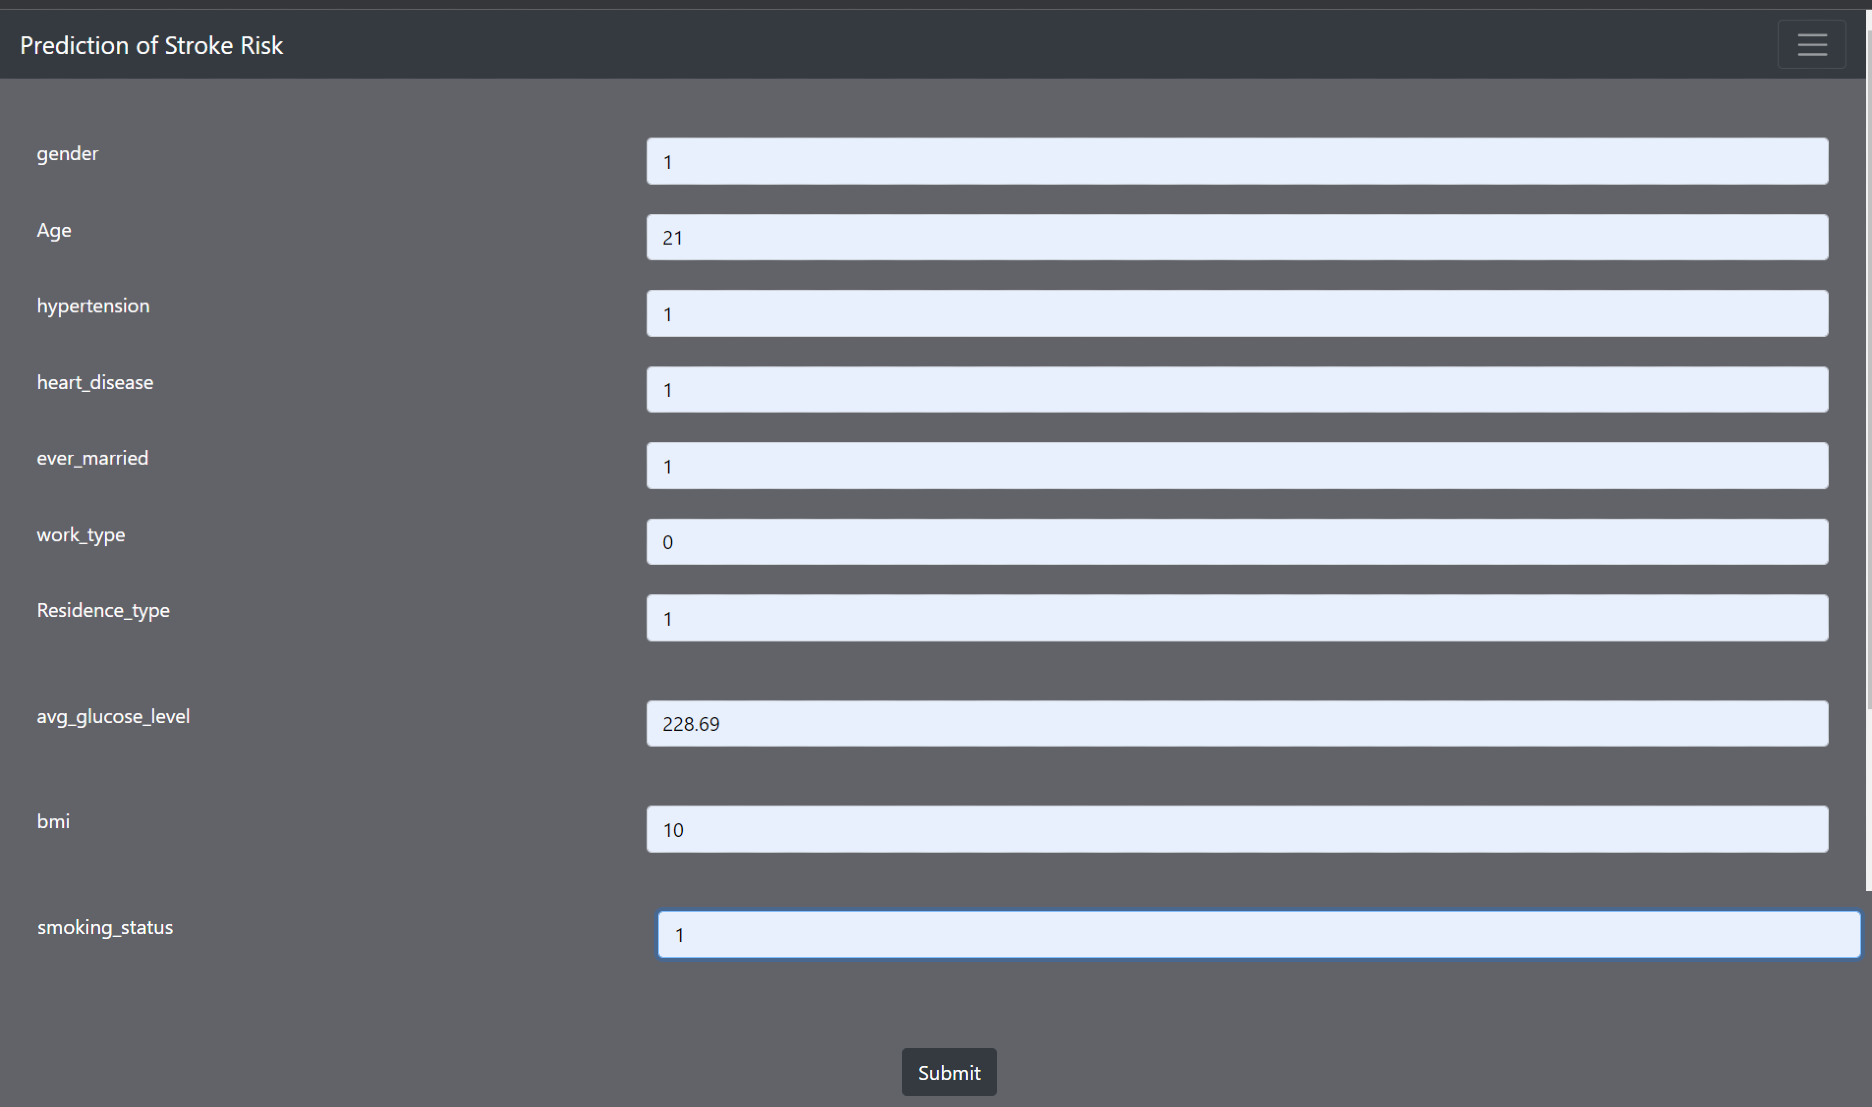 Prediction of Stroke Risk
gender 1
Age 21
hypertension 1
heart_disease 1
ever_married 1
work_type 0
Residence_type 1
avg_glucose_level 228.69
bmi 10
smoking_status 1
Submit